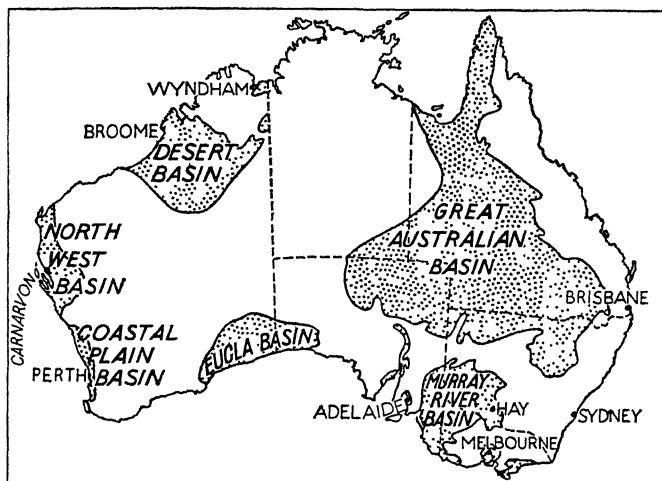 WYNDHAM
BROOME
DESERT
BASIN
NORTH
WEST
BASIN
CARNARVON
COASTAL
PLAIN
BASIN
PERTH
EUCLA BASIN
GREAT
AUSTRALIAN
BASIN
BRISBANE
MURRAY
RIVER
BASIN
ADELAIDE
HAY
SYDNEY
MELBOURNE